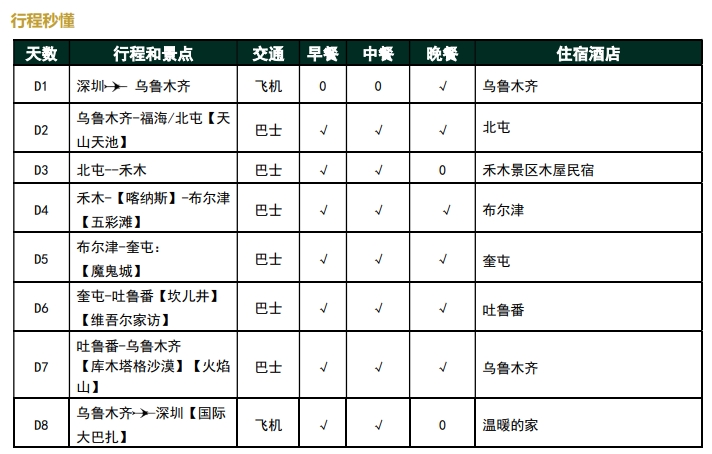 行程秒懂
天数 行程和景点 交通 早餐 中餐 晚餐 住宿酒店
D1 深圳✈乌鲁木齐 飞机 0 0 √ 乌鲁木齐
D2 乌鲁木齐-福海/北屯【天
山天池】 巴士 √ √ √ 北屯
D3 北屯--禾木 巴士 √ √ 0 禾木景区木屋民宿
D4 禾木-【喀纳斯】-布尔津
【五彩滩】 巴士 √ √ √ 布尔津
D5 布尔津-奎屯：
【魔鬼城】 巴士 √ √ √ 奎屯
D6 奎屯-吐鲁番【坎儿井】
【维吾尔家访】 巴士 √ √ √ 吐鲁番
D7 吐鲁番-乌鲁木齐
【库木塔格沙漠】【火焰
山】 巴士 √ √ √ 乌鲁木齐
D8 乌鲁木齐✈深圳【国际
大巴扎】 飞机 √ √ 0 温暖的家